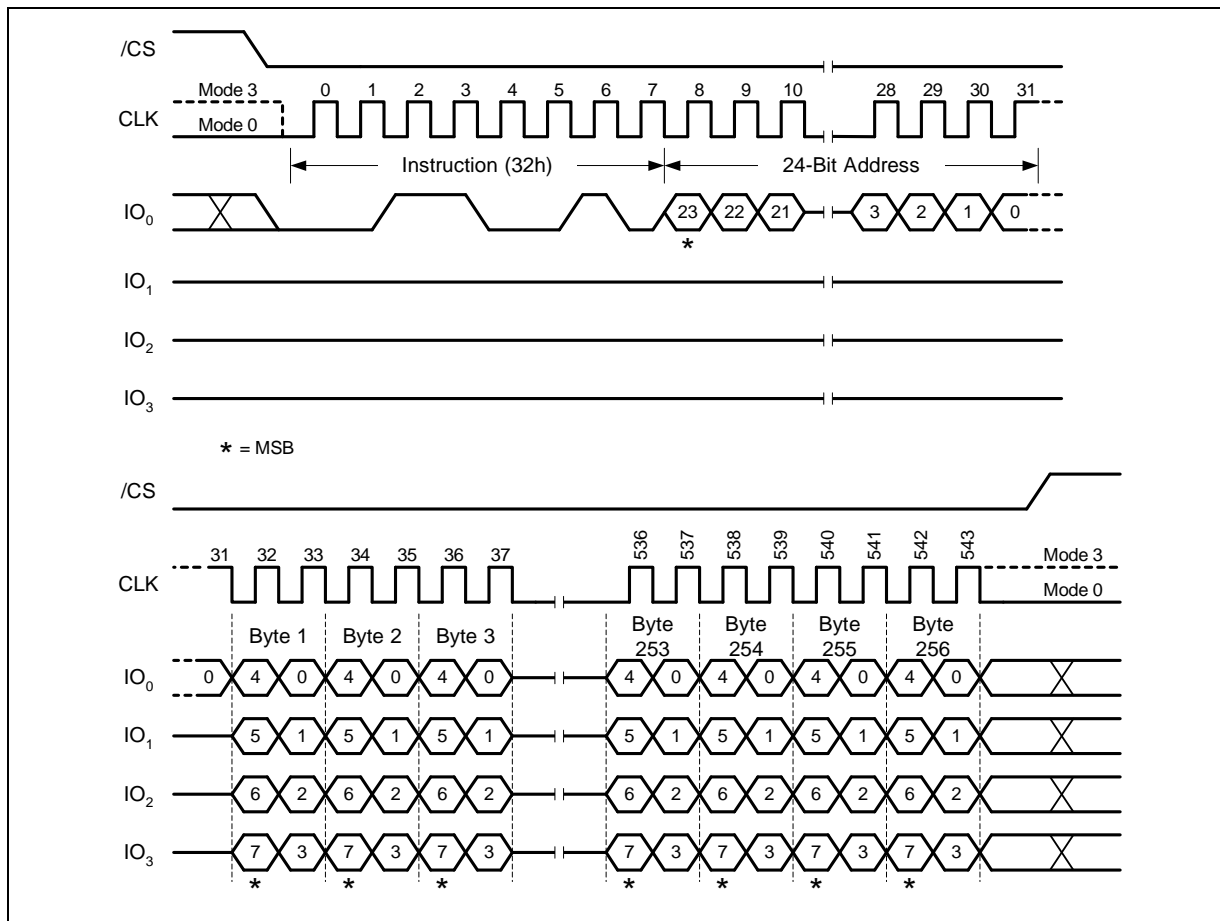 /CS
Mode 3 0 1 2 3 4 5 6 7 8 9 10 28 29 30 31
CLK
Mode 0
Instruction (32h) 24-Bit Address
IO0 23 22 21 3 2 1 0
*
IO1
IO2
IO3
* = MSB
/CS
31 32 33 34 35 36 37 536 537 538 539 540 541 542 543 Mode 3
CLK
Mode 0
Byte 1 Byte 2 Byte 3 Byte 253 Byte 254 Byte 255 Byte 256
IO0 0 4 0 4 0 4 0 4 0 4 0 4 0 4 0
IO1 5 1 5 1 5 1 5 1 5 1 5 1 5 1
IO2 6 2 6 2 6 2 6 2 6 2 6 2 6 2
IO3 7 3 7 3 7 3 7 3 7 3 7 3 7 3
* * * * * * *